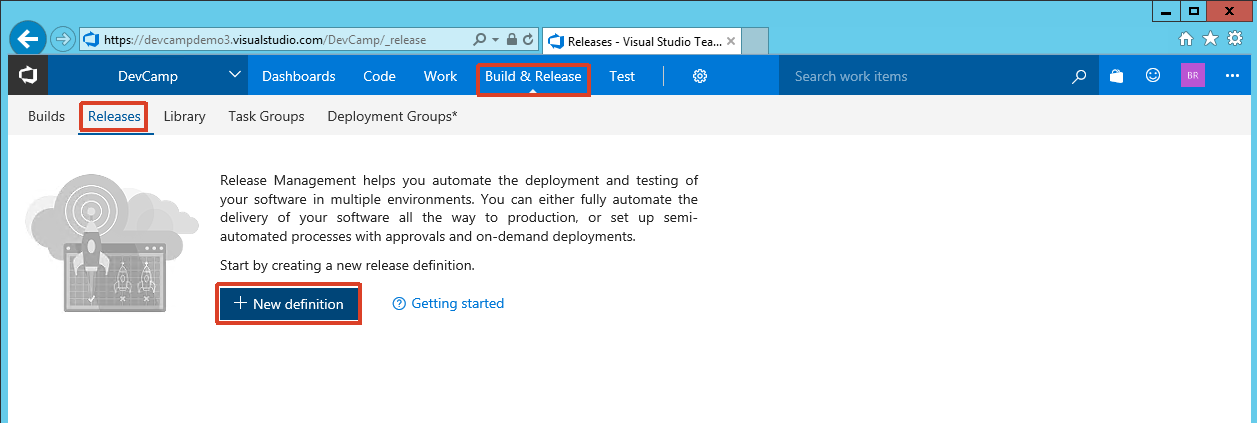 https://devcampdemo3.visualstudio.com/DevCamp/_release
Releases - Visual Studio Tea...
DevCamp Dashboards Code Work Build & Release Test Search work items BR
Builds Releases Library Task Groups Deployment Groups*
Release Management helps you automate the deployment and testing of
your software in multiple environments. You can either fully automate the
delivery of your software all the way to production, or set up semi-
automated processes with approvals and on-demand deployments.
Start by creating a new release definition.
+ New definition ? Getting started